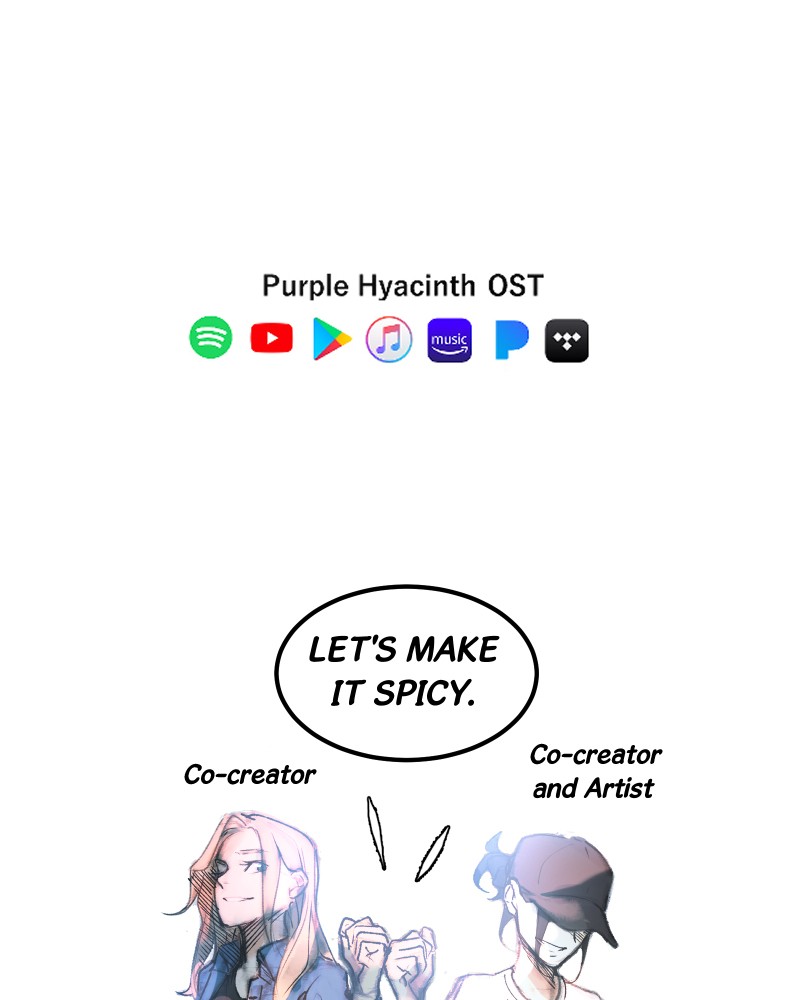 Purple Hyacinth OST
music
LET'S MAKE
IT SPICY.
Co-creator
Co-creator
and Artist